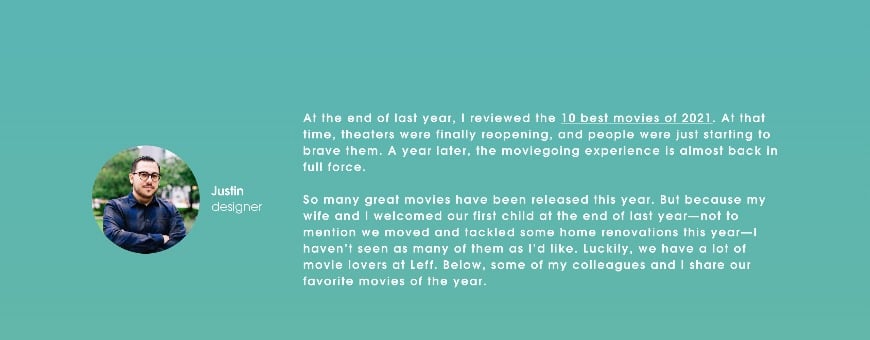 Justin
designer
At the end of last year, I reviewed the 10 best movies of 2021. At that
time, theaters were finally reopening, and people were just starting to
brave them. A year later, the moviegoing experience is almost back in
full force.
So many great movies have been released this year. But because my
wife and I welcomed our first child at the end of last year—not to
mention we moved and tackled some home renovations this year—I
haven't seen as many of them as I'd like. Luckily, we have a lot of
movie lovers at Leff. Below, some of my colleagues and I share our
favorite movies of the year.